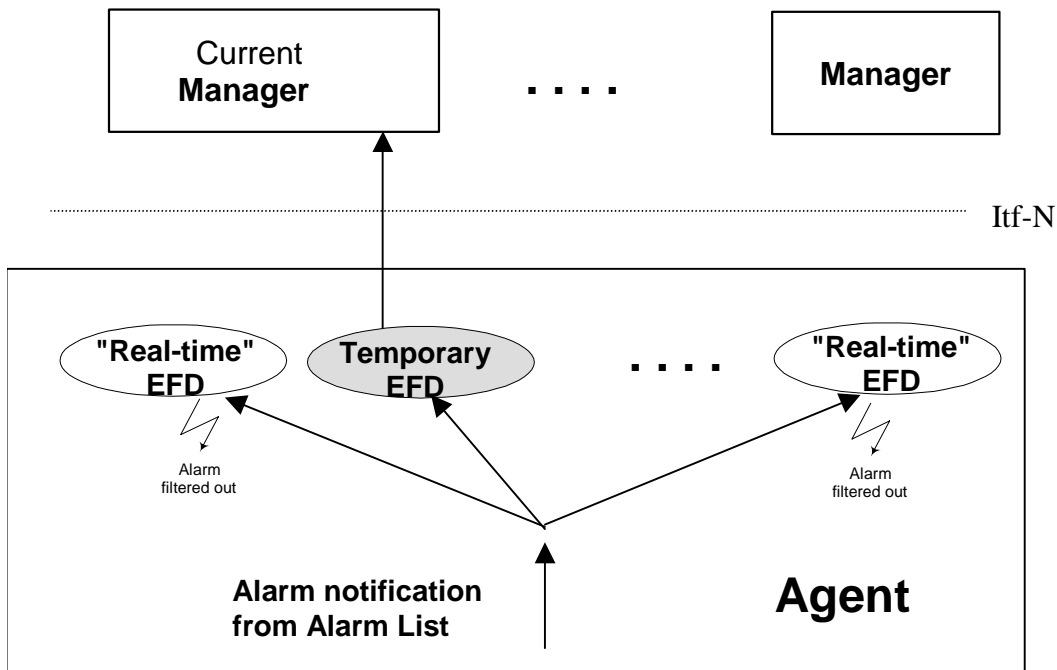 Current
Manager
. . . .
Manager
Itf-N
"Real-time"
EFD
Temporary
EFD
. . . .
"Real-time"
EFD
Alarm
filtered out
Alarm
filtered out
Alarm notification
from Alarm List
Agent